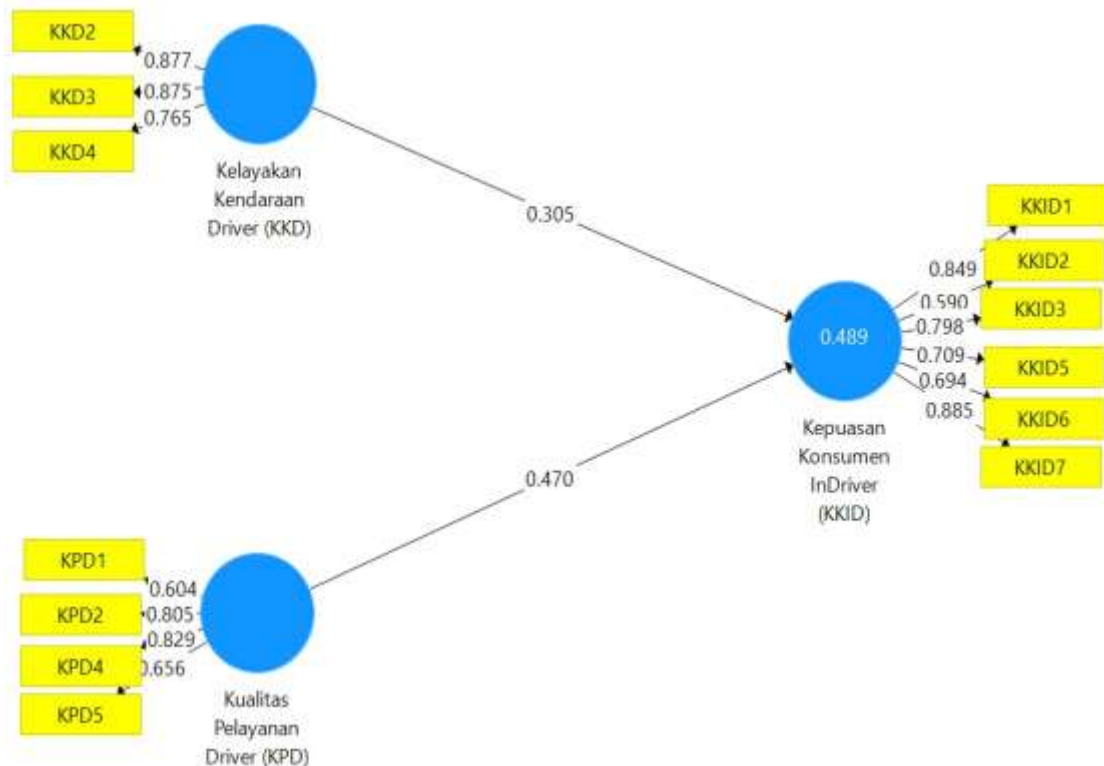 KKD2
0.877
KKD3
0.875
0.765
KKD4
Kelayakan
Kendaraan
Driver (KKD)
0.305
KKID1
0.849
KKID2
0.590
KKID3
0.798
0.489
0.709
KKID5
0.694
0.885
KKID6
KKID7
Kepuasan
Konsumen
InDriver
(KKID)
0.470
KPD1
0.604
KPD2
0.805
0.829
KPD4
0.656
KPD5
Kualitas
Pelayanan
Driver (KPD)